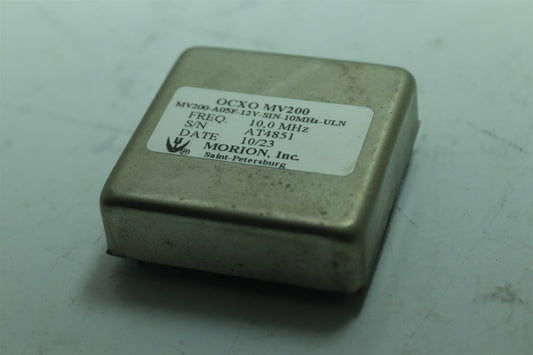 OCXO MV200
MV200-A05F-12V-SIN-10MHz-ULN
FREQ. 10,0 MHz
S/N AT4851
DATE 10/23
MORION, Inc.
Saint-Petersburg